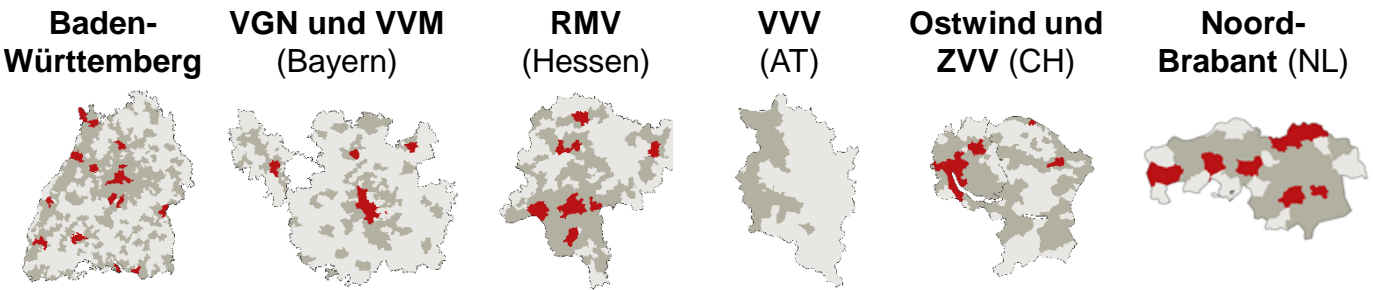 Baden-
Württemberg
VGN und VVM
(Bayern)
RMV
(Hessen)
VVV
(AT)
Ostwind und
ZVV (CH)
Noord-
Brabant (NL)